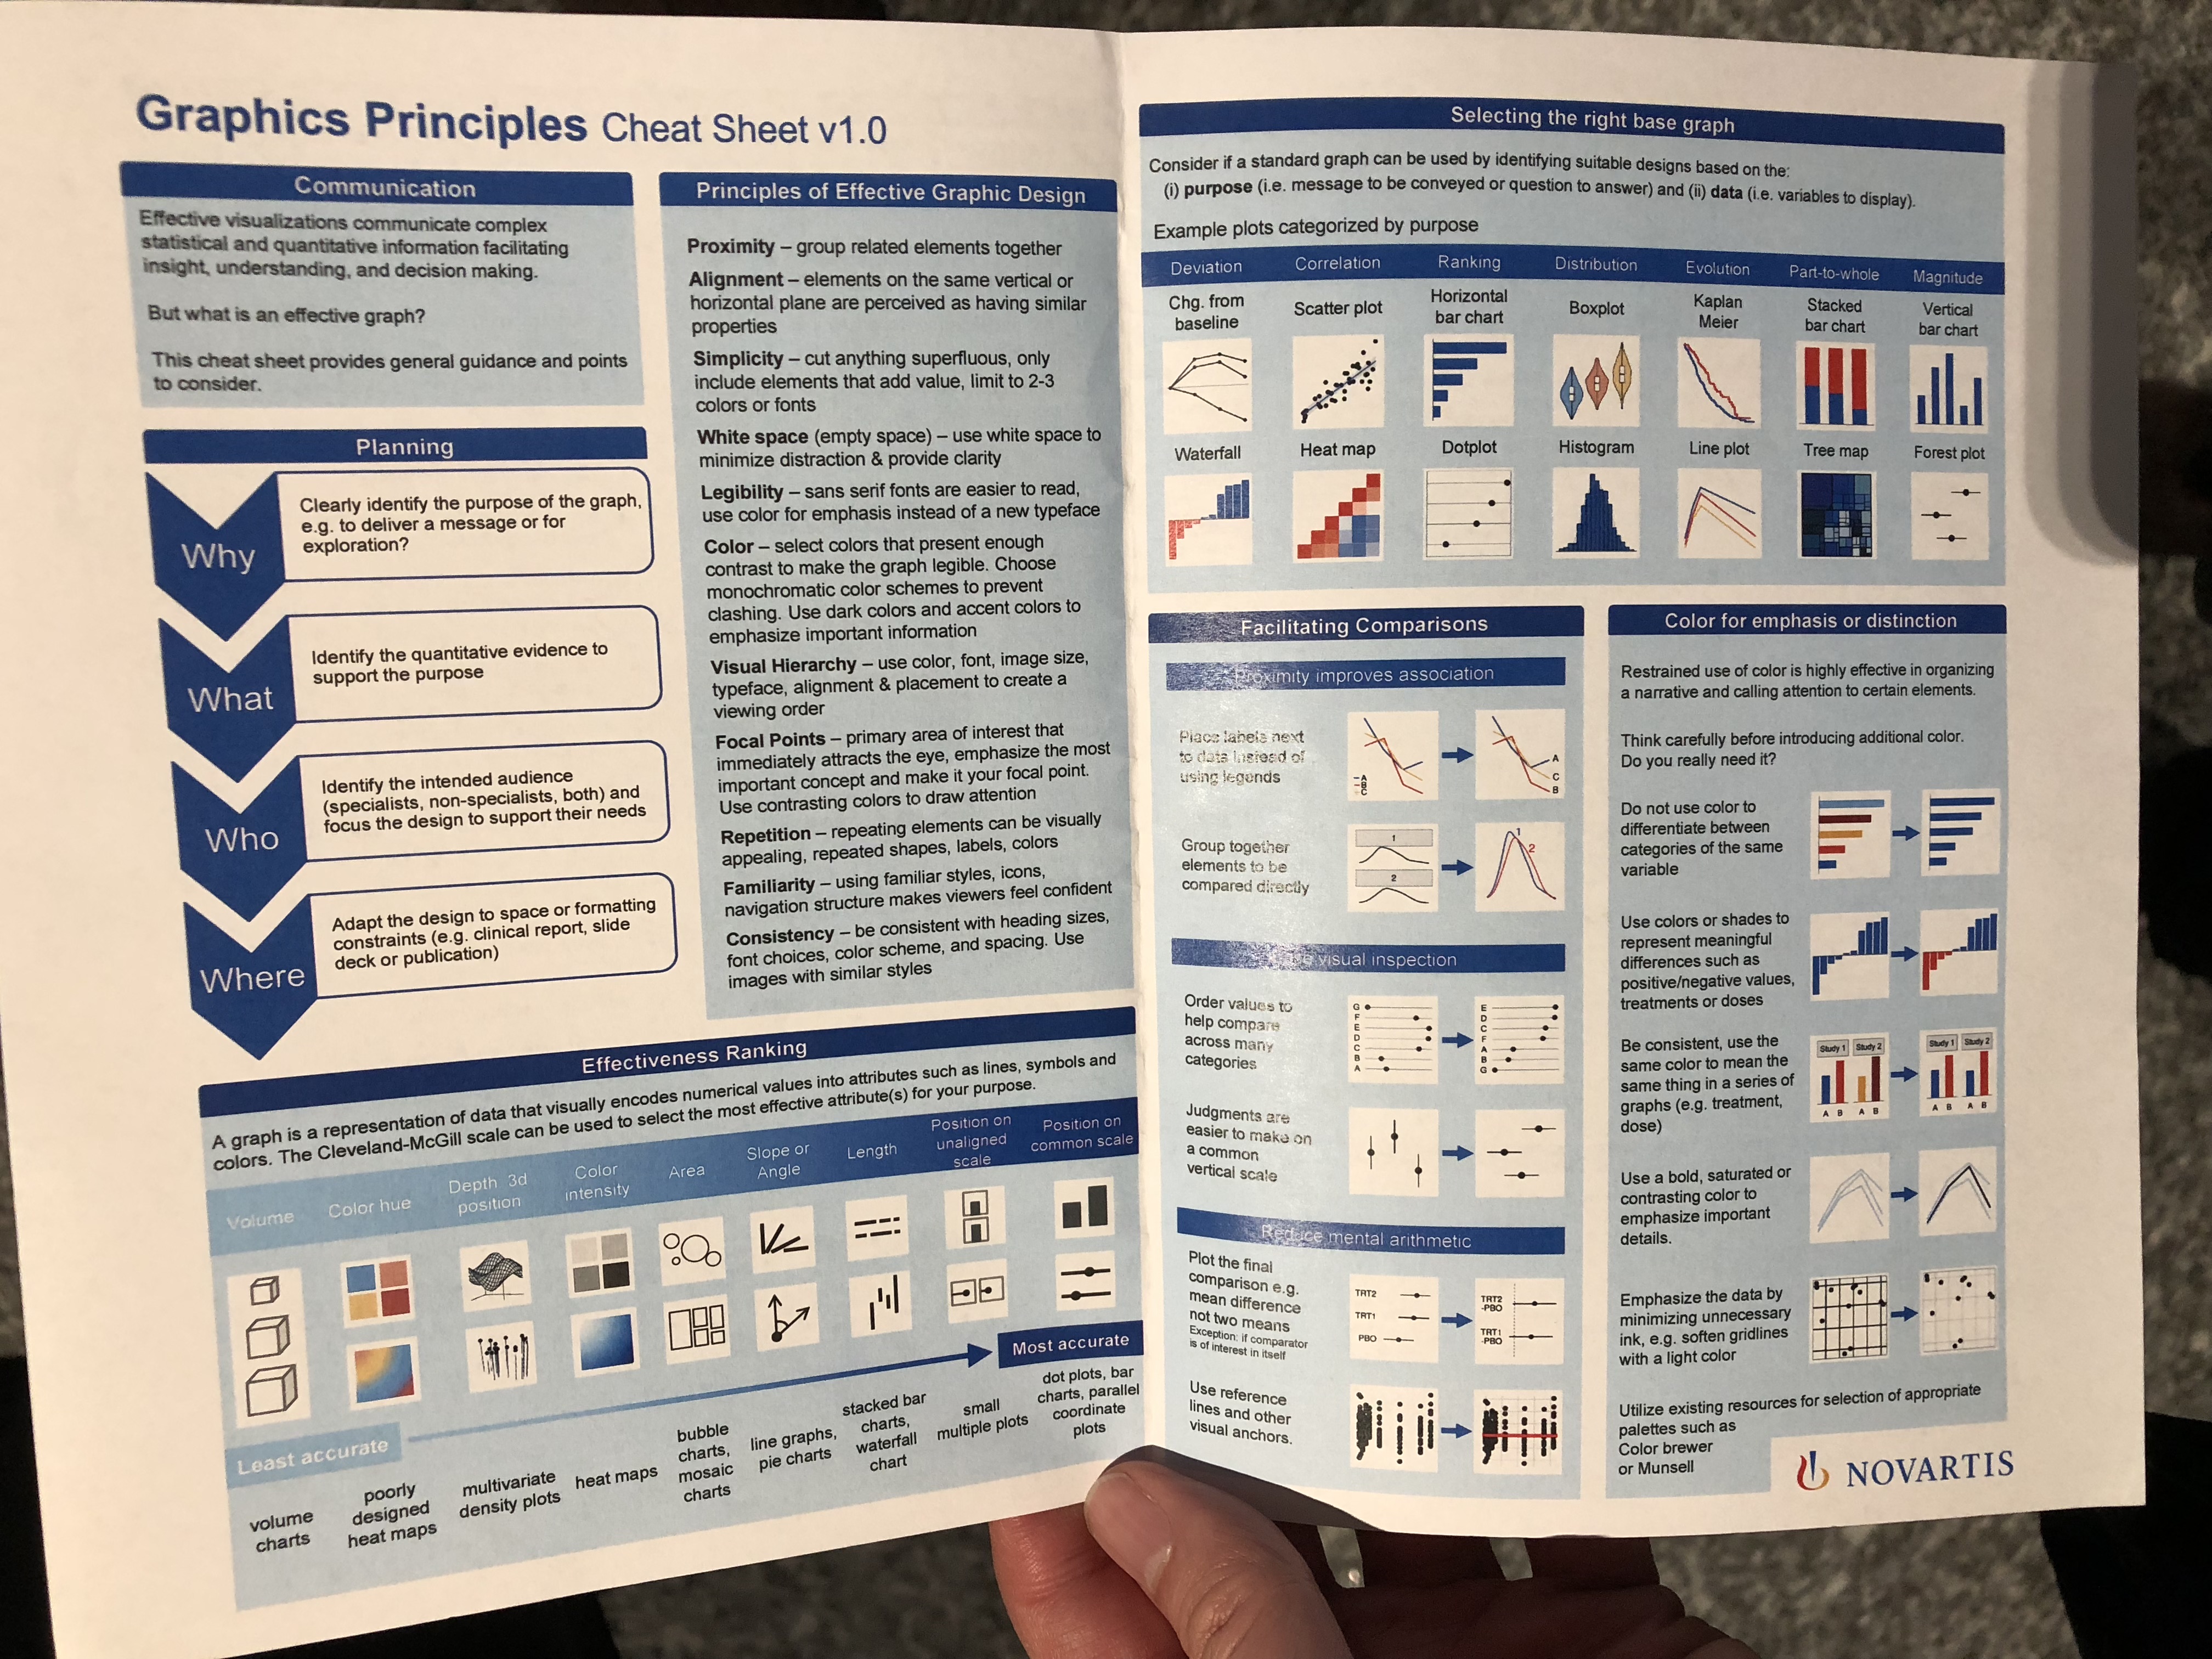 Graphics Principles Cheat Sheet v1.0
Communication
Effective visualizations communicate complex
statistical and quantitative information facilitating
insight, understanding, and decision making.
But what is an effective graph?
This cheat sheet provides general guidance and points
to consider.
Planning
Why
Clearly identify the purpose of the graph,
e.g. to deliver a message or for
exploration?
What
Identify the quantitative evidence to
support the purpose
Who
Identify the intended audience
(specialists, non-specialists, both) and
focus the design to support their needs
Where
Adapt the design to space or formatting
constraints (e.g. clinical report, slide
deck or publication)
Principles of Effective Graphic Design
Proximity – group related elements together
Alignment – elements on the same vertical or
horizontal plane are perceived as having similar
properties
Simplicity – cut anything superfluous, only
include elements that add value, limit to 2-3
colors or fonts
White space (empty space) – use white space to
minimize distraction & provide clarity
Legibility – sans serif fonts are easier to read,
use color for emphasis instead of a new typeface
Color – select colors that present enough
contrast to make the graph legible. Choose
monochromatic color schemes to prevent
clashing. Use dark colors and accent colors to
emphasize important information
Visual Hierarchy – use color, font, image size,
typeface, alignment & placement to create a
viewing order
Focal Points – primary area of interest that
immediately attracts the eye, emphasize the most
important concept and make it your focal point.
Use contrasting colors to draw attention
Repetition – repeating elements can be visually
appealing, repeated shapes, labels, colors
Familiarity – using familiar styles, icons,
navigation structure makes viewers feel confident
Consistency – be consistent with heading sizes,
font choices, color scheme, and spacing. Use
images with similar styles
Effectiveness Ranking
A graph is a representation of data that visually encodes numerical values into attributes such as lines, symbols and
colors. The Cleveland-McGill scale can be used to select the most effective attribute(s) for your purpose.
Volume
Color hue
Depth 3d
position
Color
intensity
Area
Slope or
Angle
Length
Position on
unaligned
scale
Position on
common scale
Least accurate
Most accurate
volume
charts
poorly
designed
heat maps
multivariate
density plots
heat maps
bubble
charts,
mosaic
charts
line graphs,
pie charts
stacked bar
charts,
waterfall
chart
small
multiple plots
dot plots, bar
charts, parallel
coordinate
plots
Selecting the right base graph
Consider if a standard graph can be used by identifying suitable designs based on the:
(i) purpose (i.e. message to be conveyed or question to answer) and (ii) data (i.e. variables to display).
Example plots categorized by purpose
Deviation
Correlation
Ranking
Distribution
Evolution
Part-to-whole
Magnitude
Chg. from
baseline
Scatter plot
Horizontal
bar chart
Boxplot
Kaplan
Meier
Stacked
bar chart
Vertical
bar chart
Waterfall
Heat map
Dotplot
Histogram
Line plot
Tree map
Forest plot
Facilitating Comparisons
Proximity improves association
Place labels next
to data instead of
using legends
A
B
C
A
C
B
Group together
elements to be
compared directly
1
2
1
2
visual inspection
Order values to
help compare
across many
categories
G
F
E
D
C
B
A
E
D
C
F
A
B
G
Judgments are
easier to make on
a common
vertical scale
Reduce mental arithmetic
Plot the final
comparison e.g.
mean difference
not two means
Exception: if comparator
is of interest in itself
TRT2
TRT1
PBO
TRT2
-PBO
TRT1
-PBO
Use reference
lines and other
visual anchors.
Color for emphasis or distinction
Restrained use of color is highly effective in organizing
a narrative and calling attention to certain elements.
Think carefully before introducing additional color.
Do you really need it?
Do not use color to
differentiate between
categories of the same
variable
Use colors or shades to
represent meaningful
differences such as
positive/negative values,
treatments or doses
Be consistent, use the
same color to mean the
same thing in a series of
graphs (e.g. treatment,
dose)
Study 1 Study 2
A B A B
Study 1 Study 2
A B A B
Use a bold, saturated or
contrasting color to
emphasize important
details.
Emphasize the data by
minimizing unnecessary
ink, e.g. soften gridlines
with a light color
Utilize existing resources for selection of appropriate
palettes such as
Color brewer
or Munsell
NOVARTIS